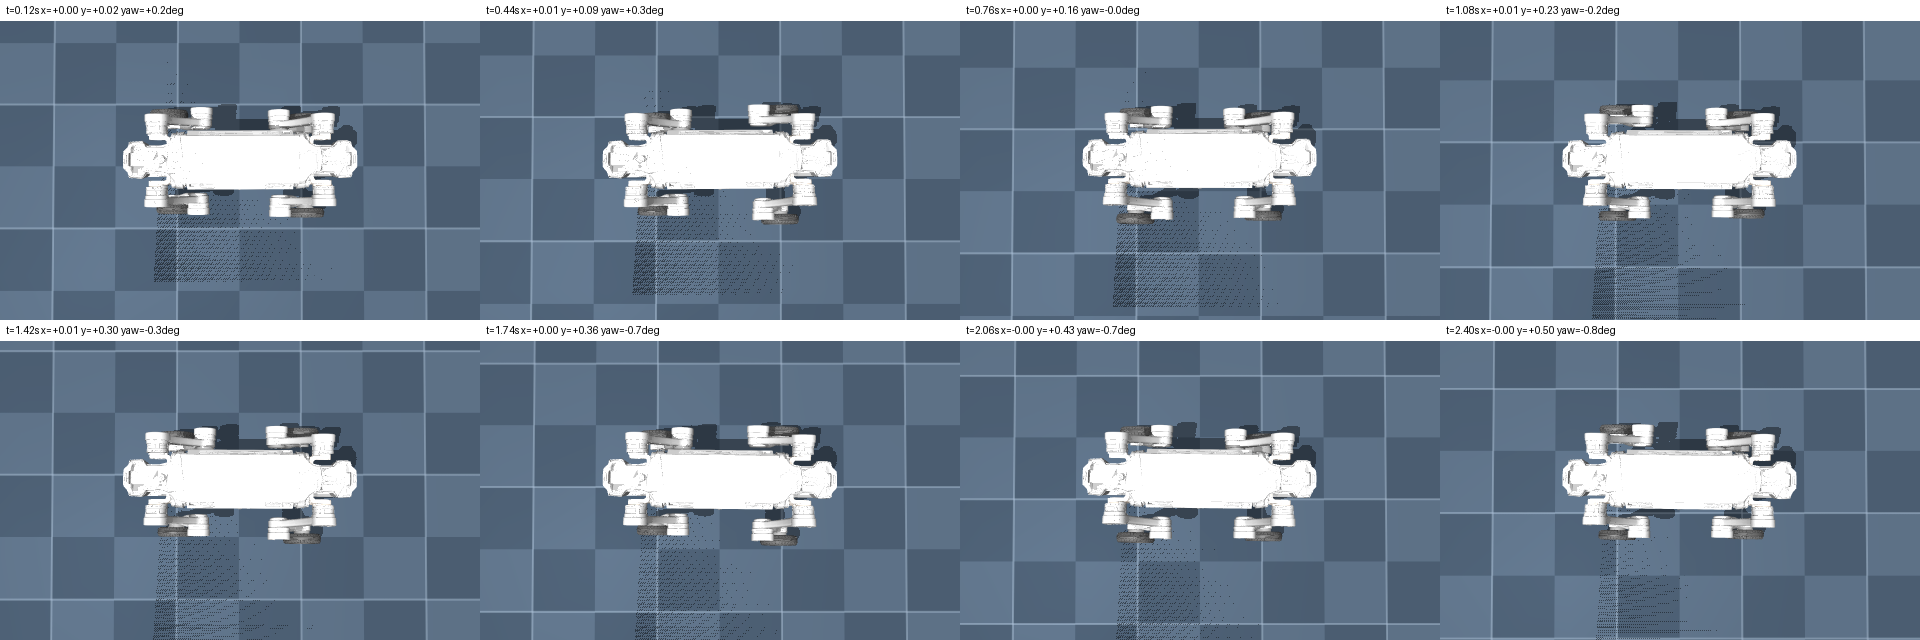 t=0.12s x=+0.00 y=+0.02 yaw=+0.2deg
t=0.44s x=+0.01 y=+0.09 yaw=+0.3deg
t=0.76s x=+0.00 y=+0.16 yaw=-0.0deg
t=1.08s x=+0.01 y=+0.23 yaw=-0.2deg
t=1.42s x=+0.01 y=+0.30 yaw=-0.3deg
t=1.74s x=+0.00 y=+0.36 yaw=-0.7deg
t=2.06s x=-0.00 y=+0.43 yaw=-0.7deg
t=2.40s x=-0.00 y=+0.50 yaw=-0.8deg